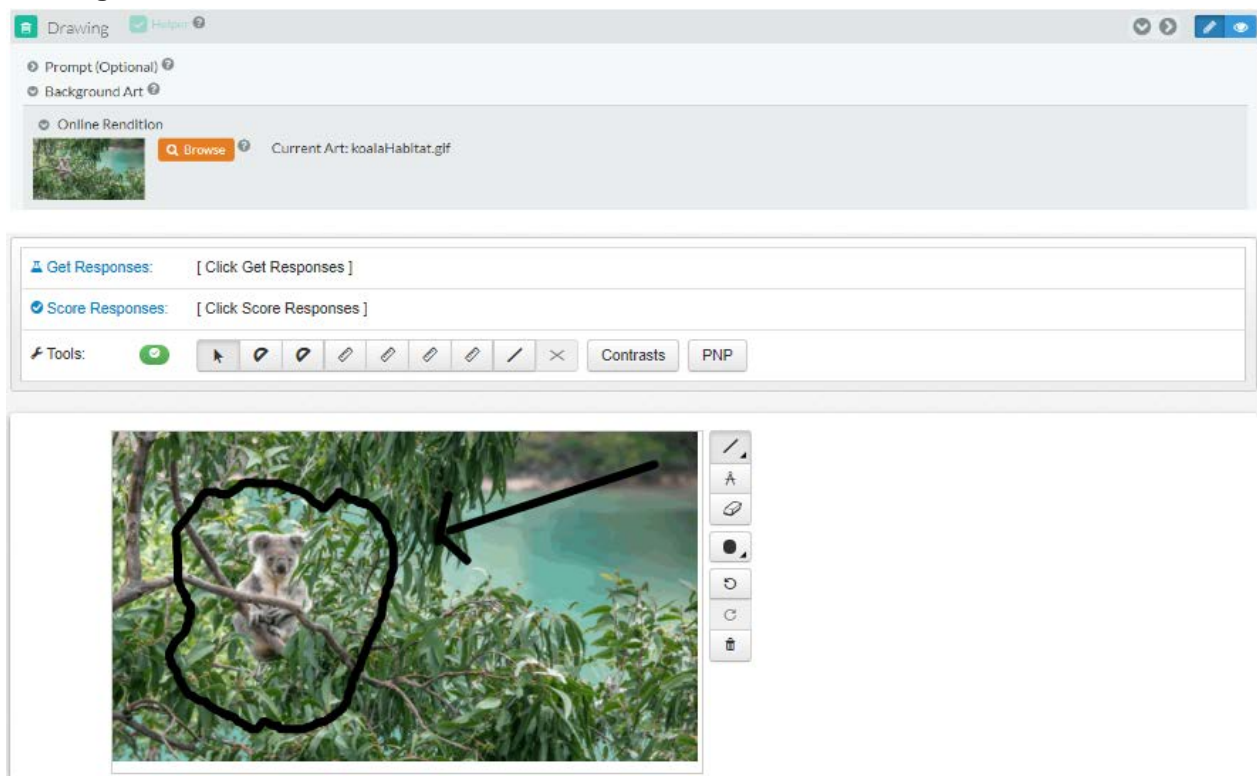 Drawing Helper
Prompt (Optional)
Background Art
Online Rendition
Browse Current Art: koalaHabitat.gif
Get Responses: [ Click Get Responses ]
Score Responses: [ Click Score Responses ]
Tools: Contrasts PNP